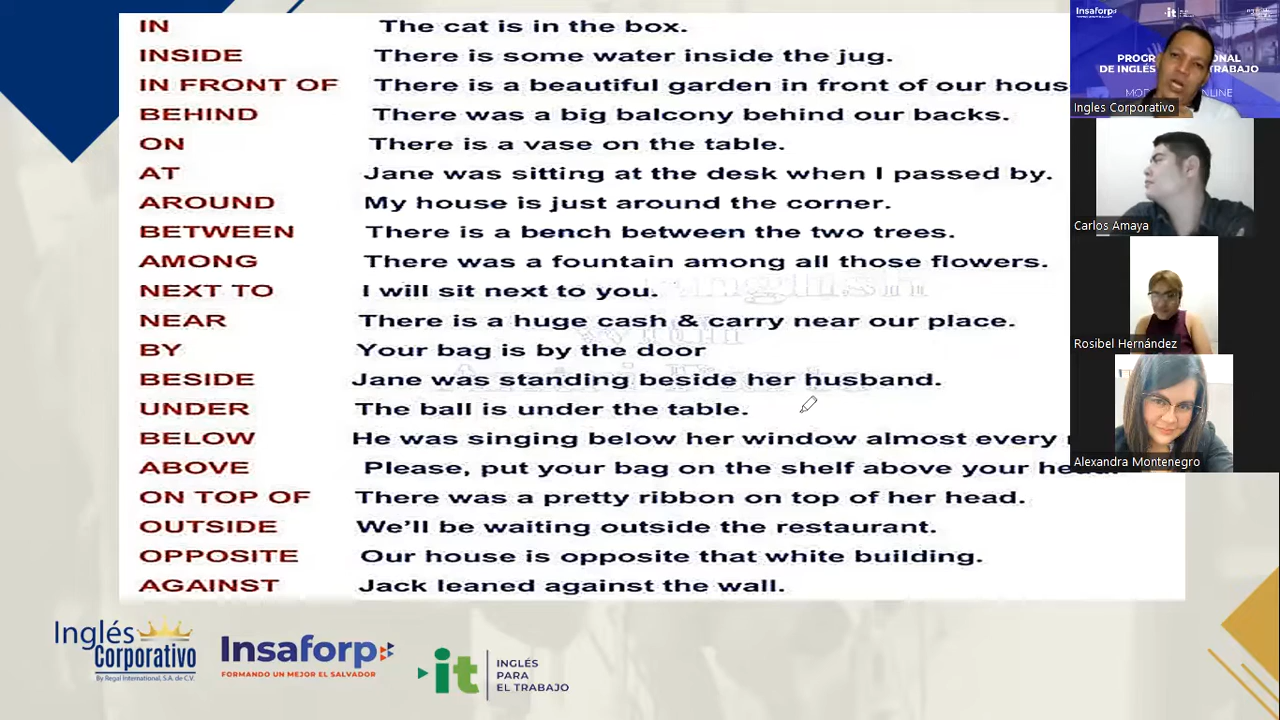 IN The cat is in the box.
INSIDE There is some water inside the jug.
IN FRONT OF There is a beautiful garden in front of our hous
BEHIND There was a big balcony behind our backs.
ON There is a vase on the table.
AT Jane was sitting at the desk when I passed by.
AROUND My house is just around the corner.
BETWEEN There is a bench between the two trees.
AMONG There was a fountain among all those flowers.
NEXT TO I will sit next to you.
NEAR There is a huge cash & carry near our place.
BY Your bag is by the door
BESIDE Jane was standing beside her husband.
UNDER The ball is under the table.
BELOW He was singing below her window almost every
ABOVE Please, put your bag on the shelf above your
ON TOP OF There was a pretty ribbon on top of her head.
OUTSIDE We'll be waiting outside the restaurant.
OPPOSITE Our house is opposite that white building.
AGAINST Jack leaned against the wall.
Inglés
Corporativo
By Regal International, S.A. de C.V.
Insaforp
FORMANDO UN MEJOR EL SALVADOR
it
INGLÉS
PARA
EL TRABAJO
Insaforp
it
DE INGLÉS TRABAJO
Ingles Corporativo
Carlos Amaya
Rosibel Hernández
Alexandra Montenegro